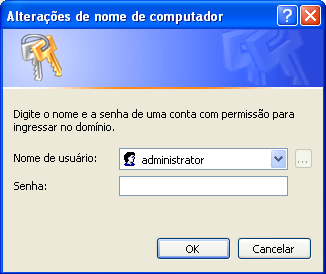 Alterações de nome de computador
Digite o nome e a senha de uma conta com permissão para
ingressar no domínio.
Nome de usuário:
administrator
...
Senha:
OK
Cancelar